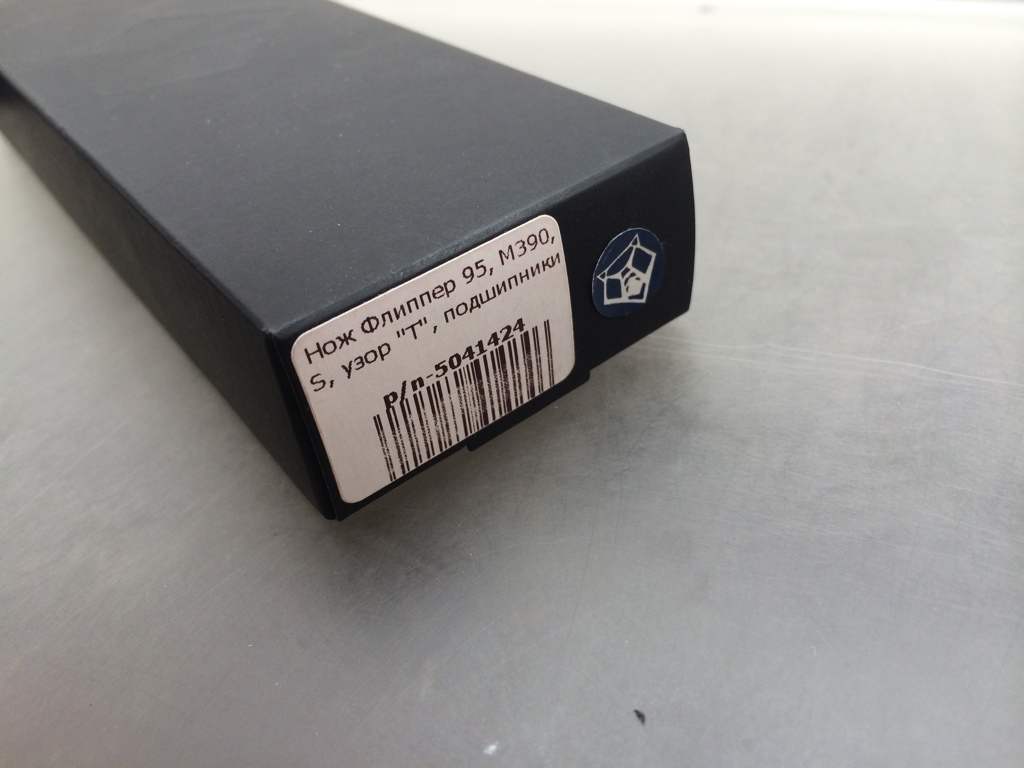 Нож Флиппер 95, М390,
S, узор "Т", подшипники
p/n-5041424